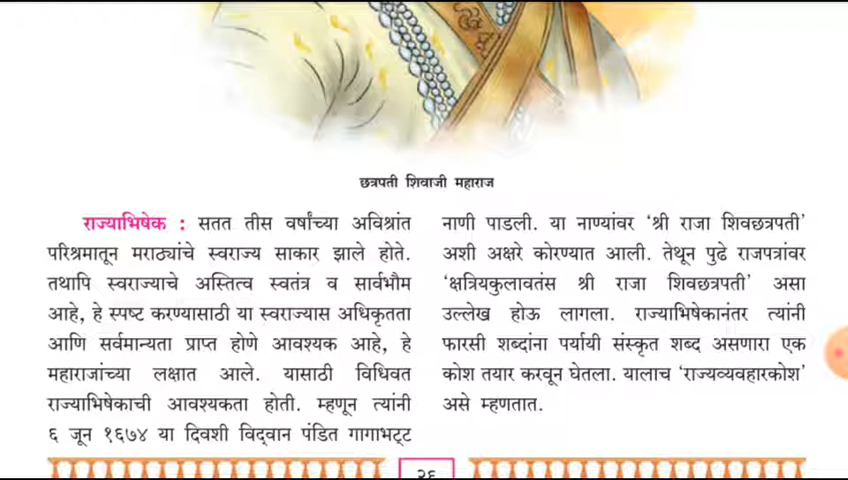 छत्रपती शिवाजी महाराज
राज्याभिषेक : सतत तीस वर्षांच्या अविश्रांत
परिश्रमातून मराठ्यांचे स्वराज्य साकार झाले होते.
तथापि स्वराज्याचे अस्तित्व स्वतंत्र व सार्वभौम
आहे, हे स्पष्ट करण्यासाठी या स्वराज्यास अधिकृतता
आणि सर्वमान्यता प्राप्त होणे आवश्यक आहे, हे
महाराजांच्या लक्षात आले. यासाठी विधिवत
राज्याभिषेकाची आवश्यकता होती. म्हणून त्यांनी
६ जून १६७४ या दिवशी विद्‌वान पंडित गागाभट्‌ट
नाणी पाडली. या नाण्यांवर ‘श्री राजा शिवछत्रपती’
अशी अक्षरे कोरण्यात आली. तेथून पुढे राजपत्रांवर
‘क्षत्रियकुलावतंस श्री राजा शिवछत्रपती’ असा
उल्लेख होऊ लागला. राज्याभिषेकानंतर त्यांनी
फारसी शब्दांना पर्यायी संस्कृत शब्द असणारा एक
कोश तयार करवून घेतला. यालाच ‘राज्यव्यवहारकोश’
असे म्हणतात.
२६